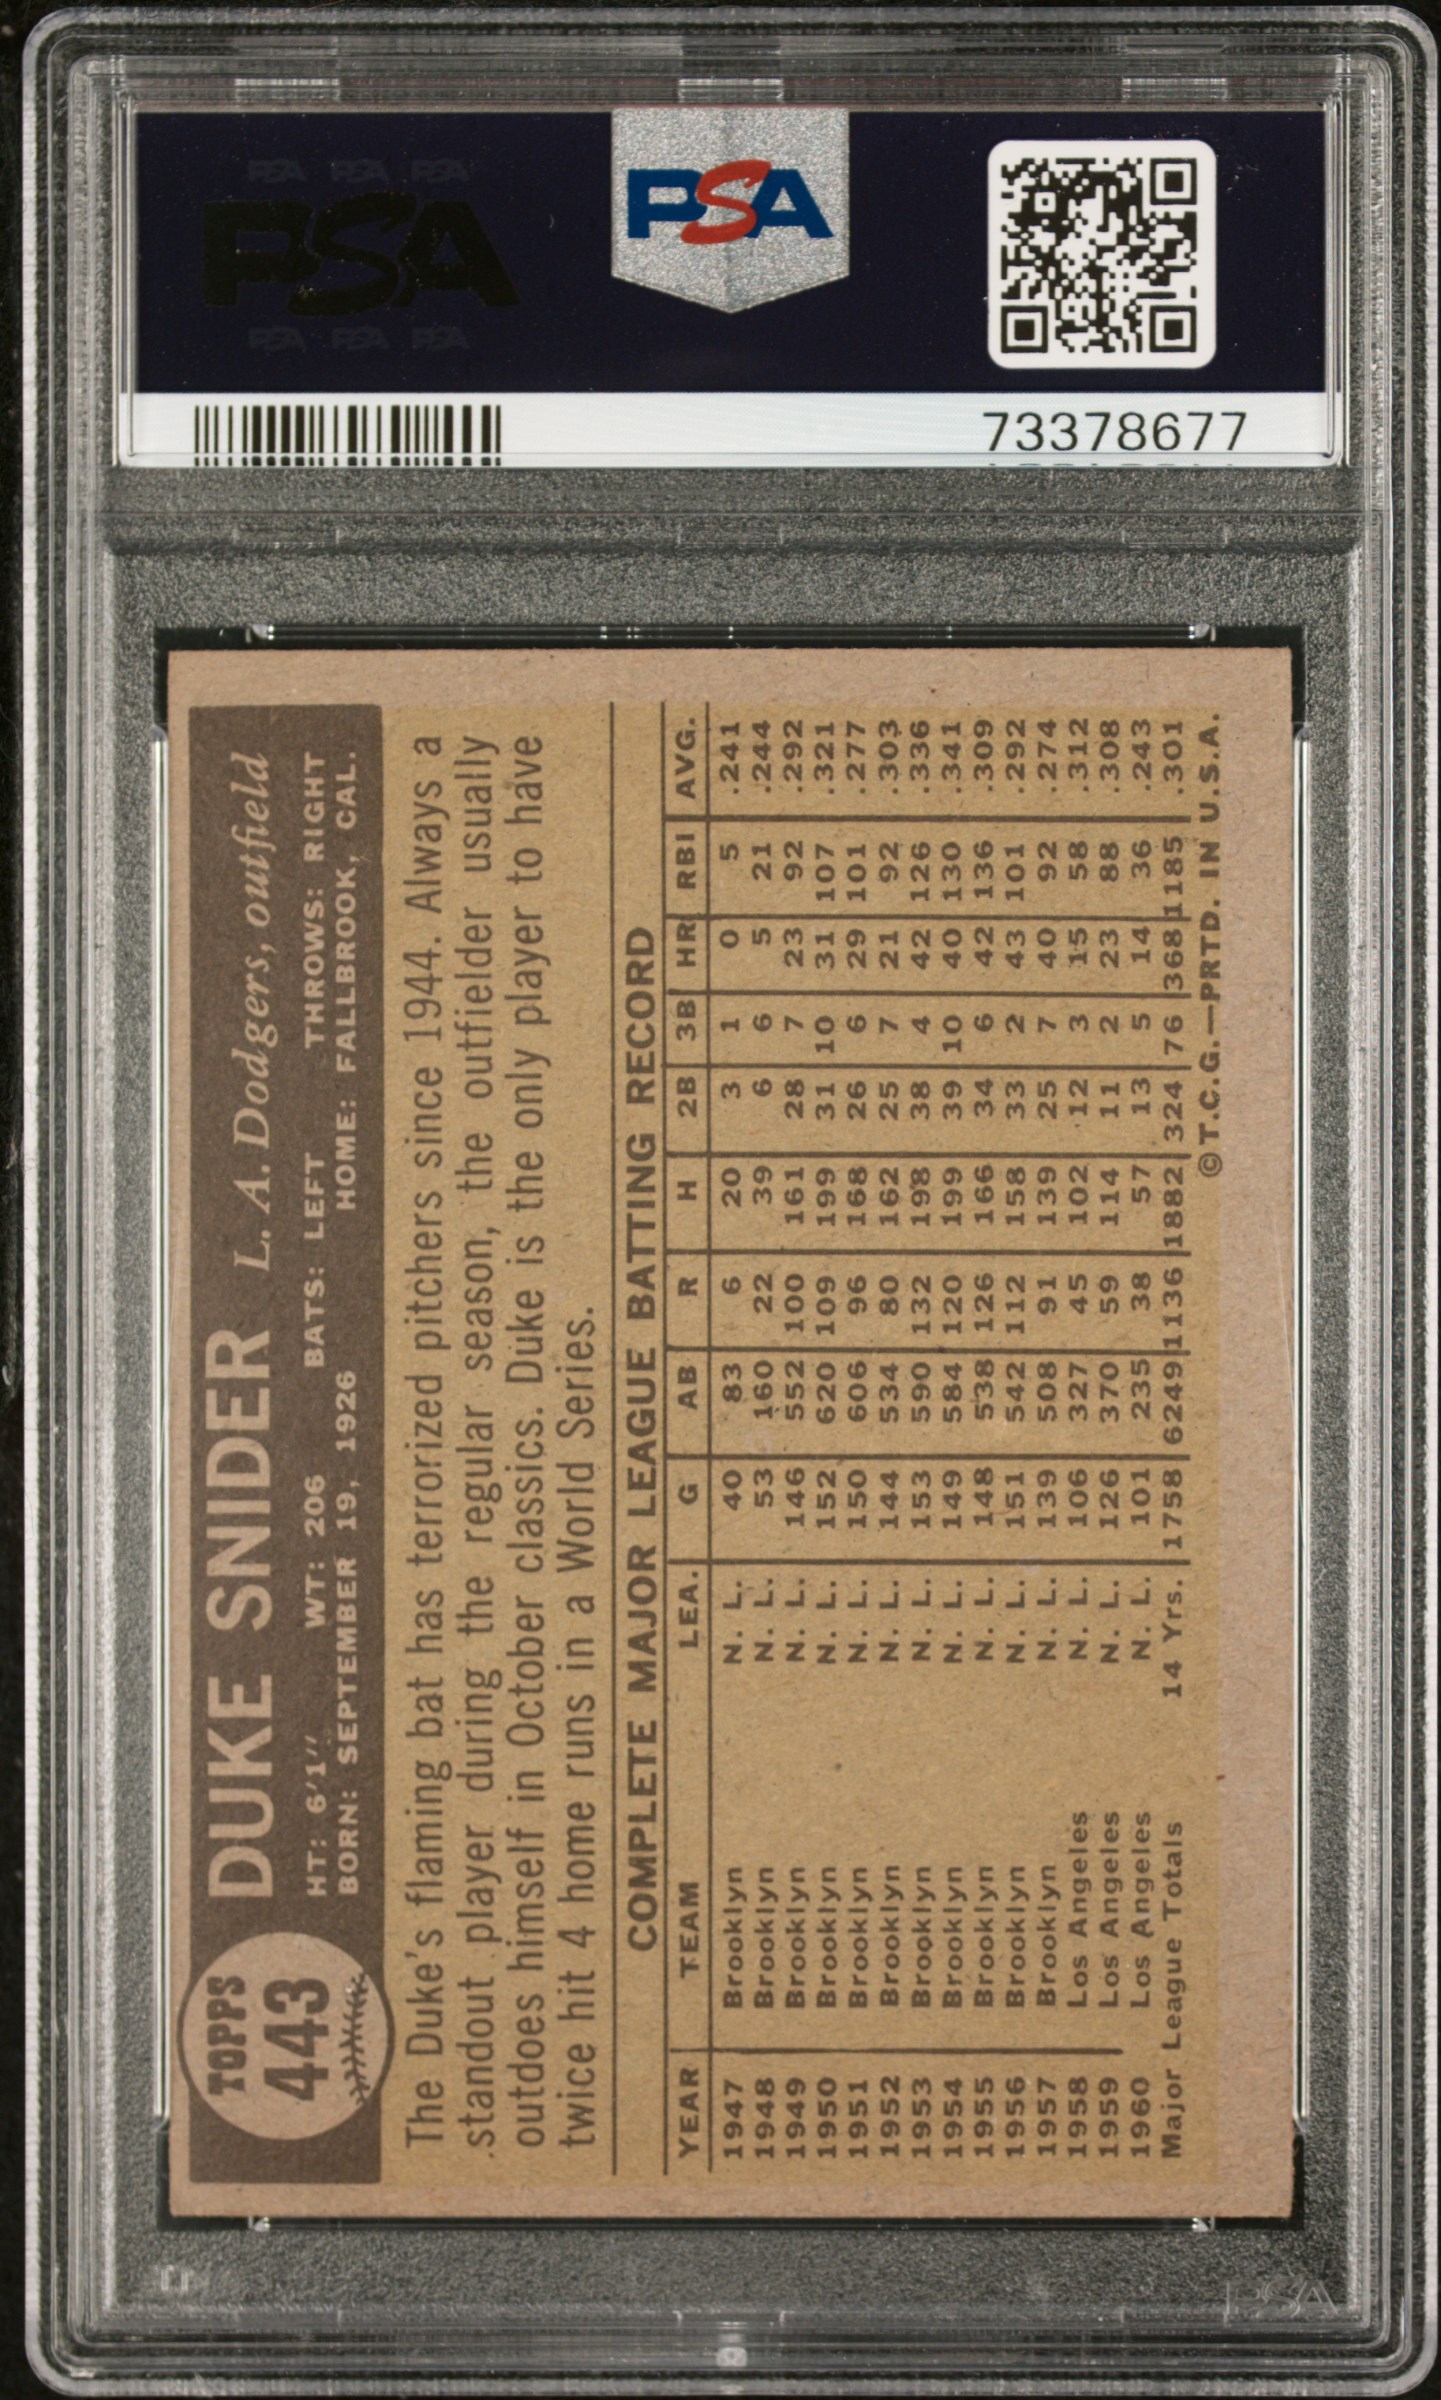 PSA PSA PSA
PSA
PSA PSA PSA
PSA
73378677
TOPPS
443
DUKE SNIDER L. A. Dodgers, outfield
HT: 6'1" WT: 206 BATS: LEFT THROWS: RIGHT
BORN: SEPTEMBER 19, 1926 HOME: FALLBROOK, CAL.
The Duke's flaming bat has terrorized pitchers since 1944. Always a
standout player during the regular season, the outfielder usually
outdoes himself in October classics. Duke is the only player to have
twice hit 4 home runs in a World Series.
COMPLETE MAJOR LEAGUE BATTING RECORD
YEAR TEAM LEA. G AB R H 2B 3B HR RBI AVG.
1947 Brooklyn N. L. 40 83 6 20 3 1 0 5 .241
1948 Brooklyn N. L. 53 160 22 39 6 6 5 21 .244
1949 Brooklyn N. L. 146 552 100 161 28 7 23 92 .292
1950 Brooklyn N. L. 152 620 109 199 31 10 31 107 .321
1951 Brooklyn N. L. 150 606 96 168 26 6 29 101 .277
1952 Brooklyn N. L. 144 534 80 162 25 7 21 92 .303
1953 Brooklyn N. L. 153 590 132 198 38 4 42 126 .336
1954 Brooklyn N. L. 149 584 120 199 39 10 40 130 .341
1955 Brooklyn N. L. 148 538 126 166 34 6 42 136 .309
1956 Brooklyn N. L. 151 542 112 158 33 2 43 101 .292
1957 Brooklyn N. L. 139 508 91 139 25 7 40 92 .274
1958 Los Angeles N. L. 106 327 45 102 12 3 15 58 .312
1959 Los Angeles N. L. 126 370 59 114 11 2 23 88 .308
1960 Los Angeles N. L. 101 235 38 57 13 5 14 36 .243
Major League Totals 14 Yrs. 1758 6249 1136 1882 324 76 368 1185 .301
© T.C.G.—PRTD. IN U.S.A.
PSA